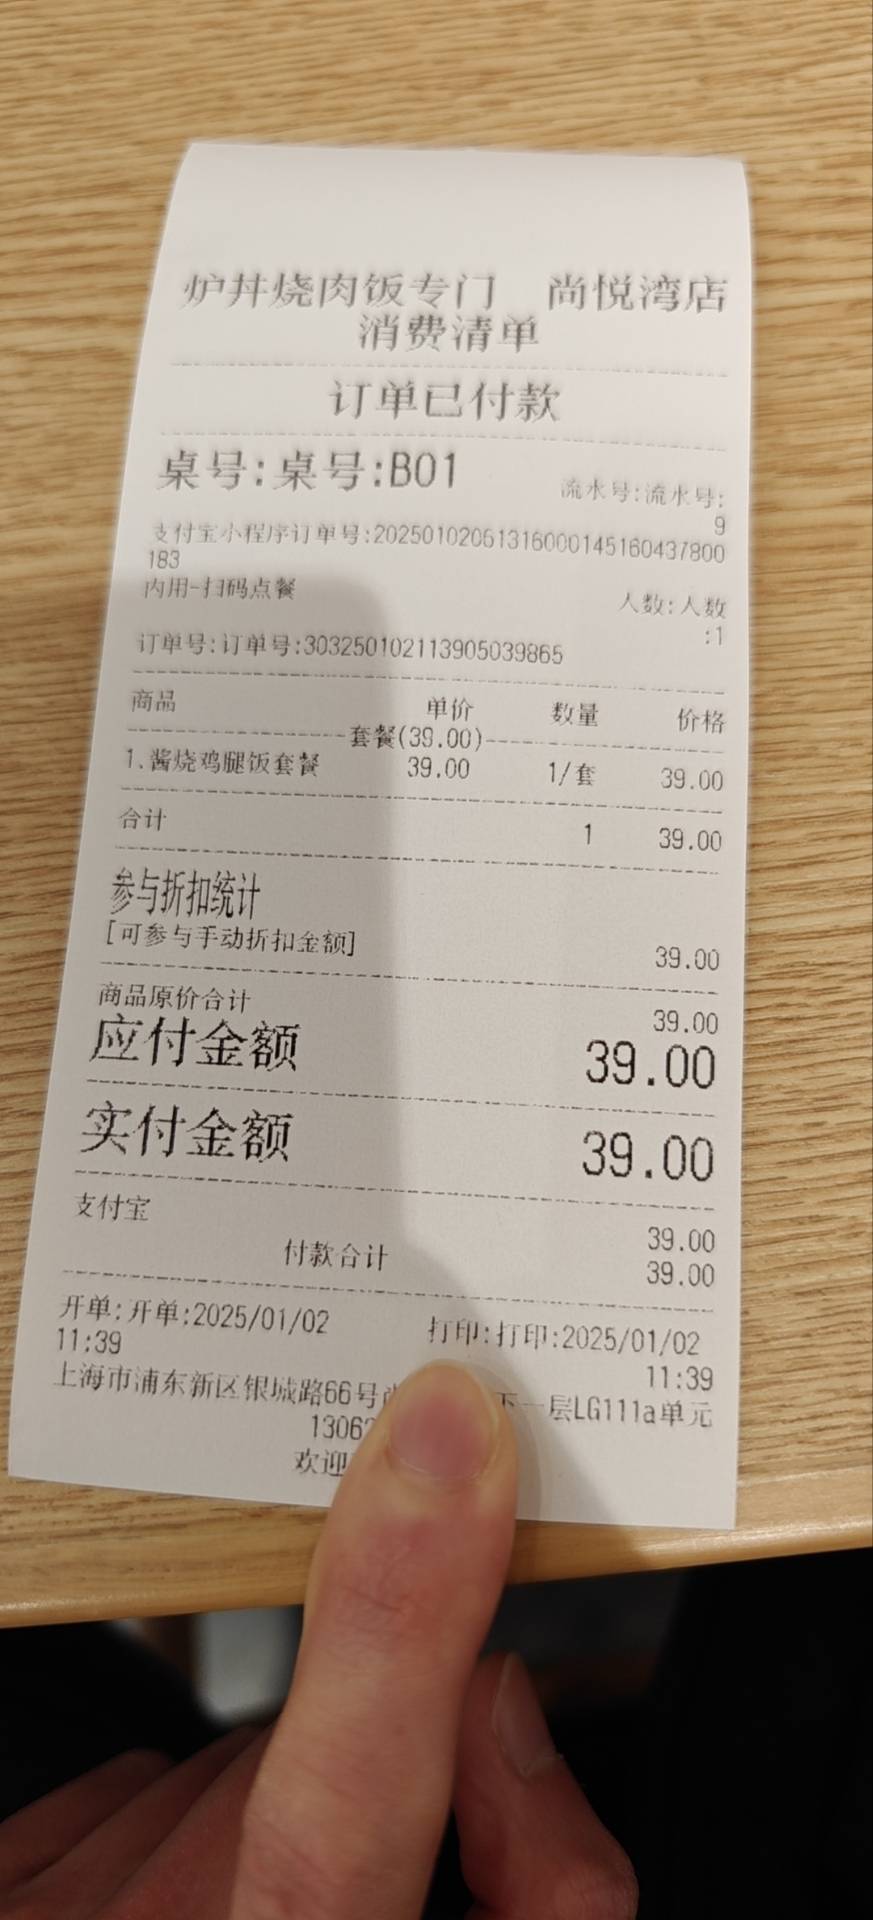 炉丼烧肉饭专门 尚悦湾店
消费清单
订单已付款
桌号:桌号:B01 流水号:流水号:
9
支付宝小程序订单号:2025010206131600014516043780​0
183
内用-扫码点餐 人数:人数
:1
订单号:订单号:303250102113905039865
商品 单价 数量 价格
套餐(39.00)
1.酱烧鸡腿饭套餐 39.00 1/套 39.00
合计 1 39.00
参与折扣统计
[可参与手动折扣金额] 39.00
商品原价合计 39.00
应付金额 39.00
实付金额 39.00
支付宝 39.00
付款合计 39.00
开单:开单:2025/01/02 打印:打印:2025/01/02
11:39 11:39
上海市浦东新区银城路66号 下一层LG111a单元
1306
欢迎